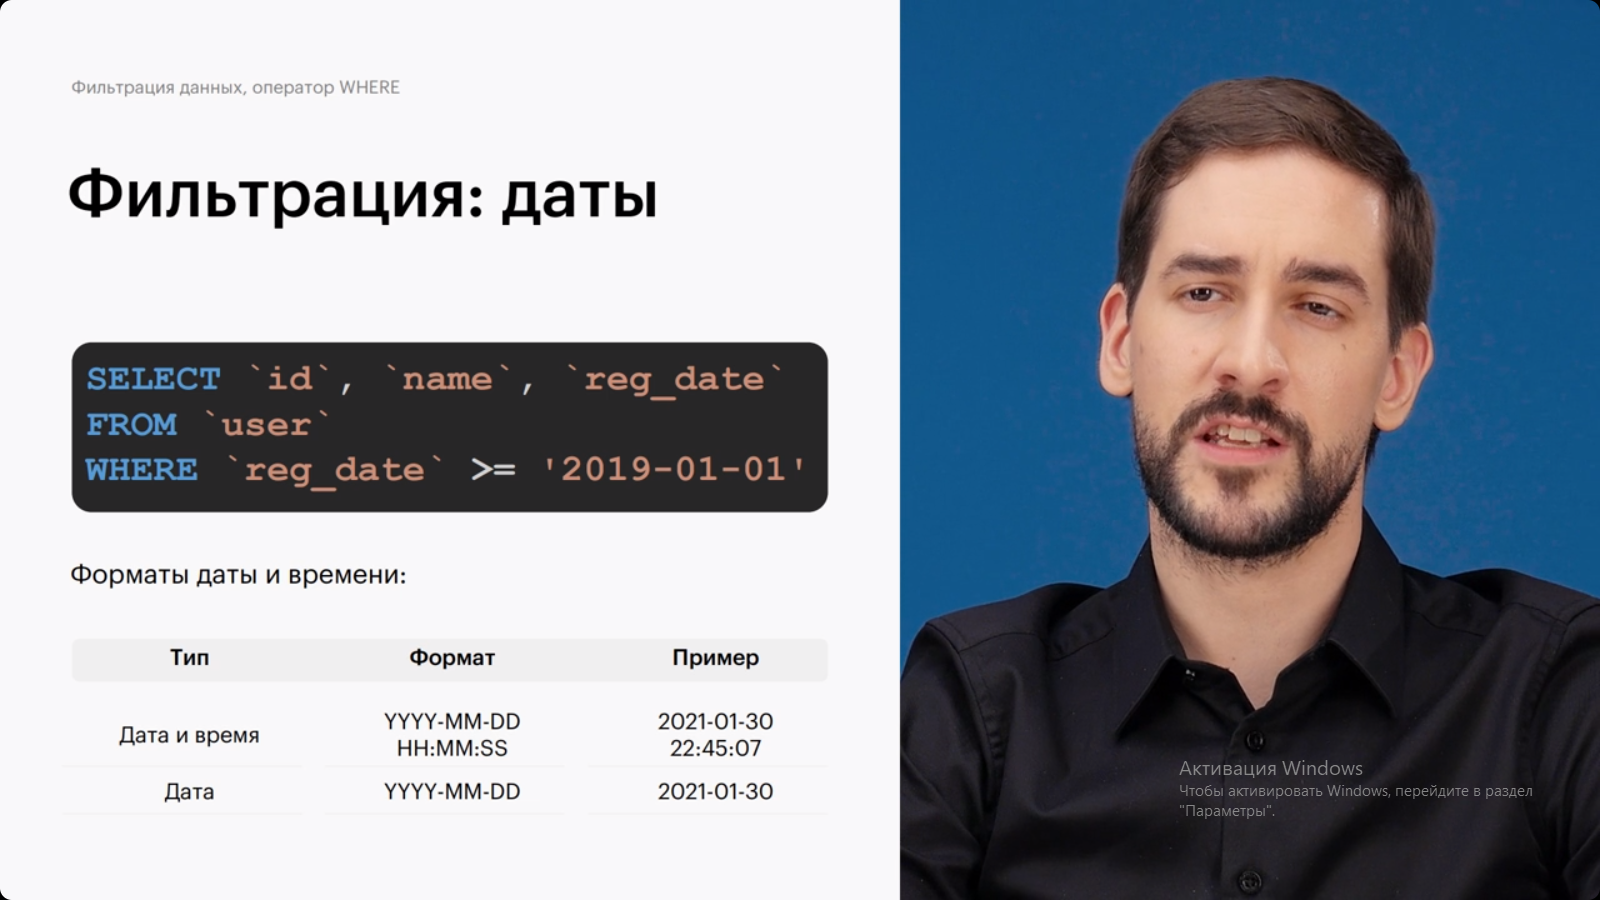 Фильтрация данных, оператор WHERE
Фильтрация: даты
SELECT `id`, `name`, `reg_date`
FROM `user`
WHERE `reg_date` >= '2019-01-01'
Форматы даты и времени:
Тип Формат Пример
Дата и время YYYY-MM-DD HH:MM:SS 2021-01-30 22:45:07
Дата YYYY-MM-DD 2021-01-30
Активация Windows
Чтобы активировать Windows, перейдите в раздел
"Параметры".